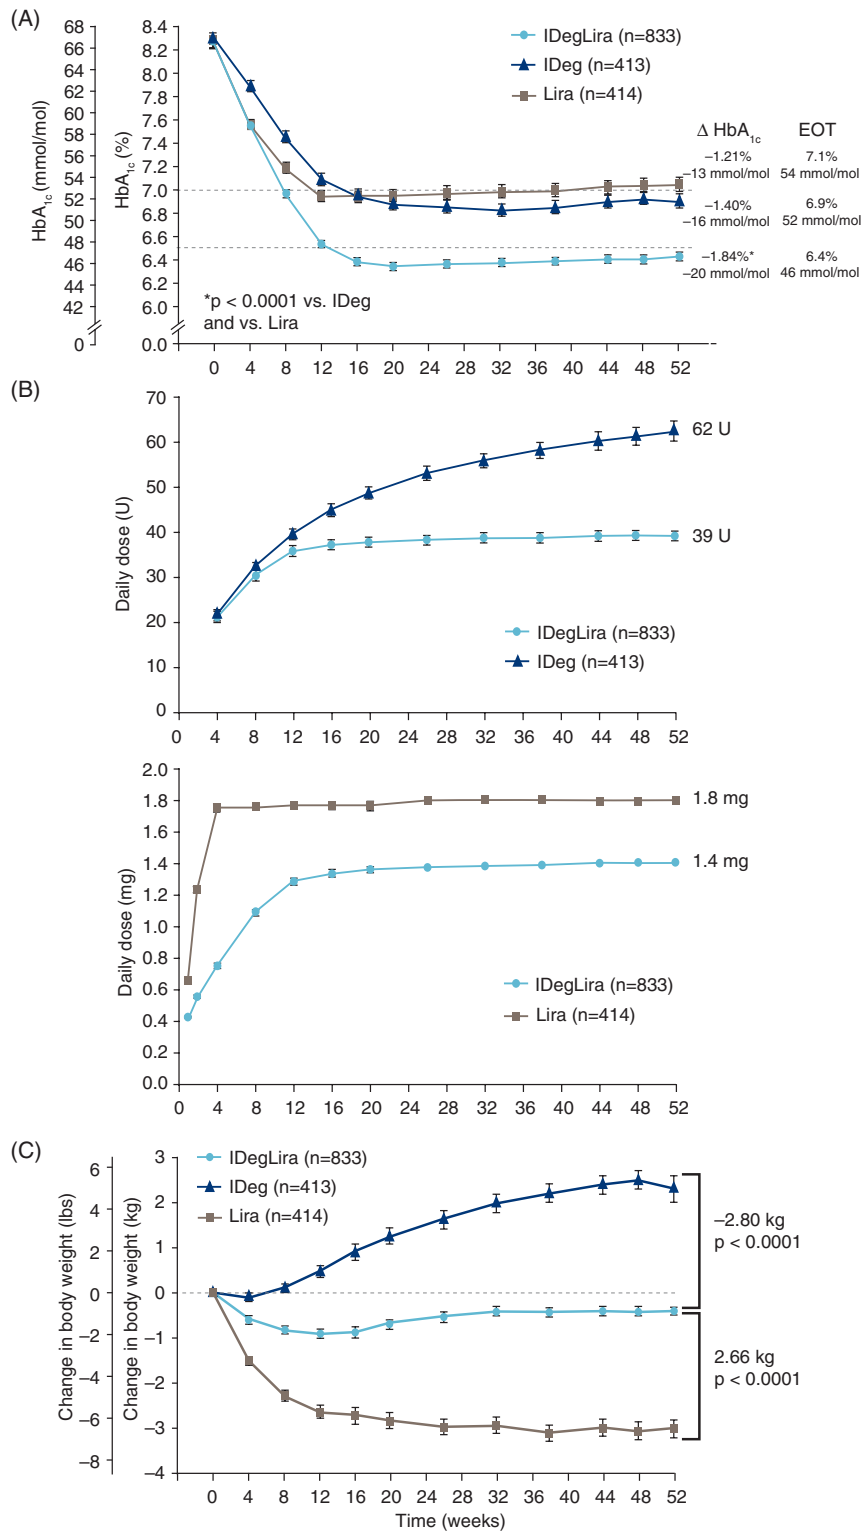 (A)
HbA1c (mmol/mol)
68
66
64
62
60
58
56
54
52
50
48
46
44
42
0
HbA1c (%)
8.4
8.2
8.0
7.8
7.6
7.4
7.2
7.0
6.8
6.6
6.4
6.2
6.0
0.0
IDegLira (n=833)
IDeg (n=413)
Lira (n=414)
Δ HbA1c EOT
–1.21% 7.1%
–13 mmol/mol 54 mmol/mol
–1.40% 6.9%
–16 mmol/mol 52 mmol/mol
–1.84%* 6.4%
–20 mmol/mol 46 mmol/mol
*p < 0.0001 vs. IDeg
and vs. Lira
0 4 8 12 16 20 24 28 32 36 40 44 48 52
(B)
Daily dose (U)
70
60
50
40
30
20
10
0
62 U
39 U
IDegLira (n=833)
IDeg (n=413)
0 4 8 12 16 20 24 28 32 36 40 44 48 52
Daily dose (mg)
2.0
1.8
1.6
1.4
1.2
1.0
0.8
0.6
0.4
0.2
0.0
1.8 mg
1.4 mg
IDegLira (n=833)
Lira (n=414)
0 4 8 12 16 20 24 28 32 36 40 44 48 52
(C)
Change in body weight (lbs)
6
4
2
0
–2
–4
–6
–8
Change in body weight (kg)
3
2
1
0
–1
–2
–3
–4
IDegLira (n=833)
IDeg (n=413)
Lira (n=414)
–2.80 kg
p < 0.0001
2.66 kg
p < 0.0001
0 4 8 12 16 20 24 28 32 36 40 44 48 52
Time (weeks)